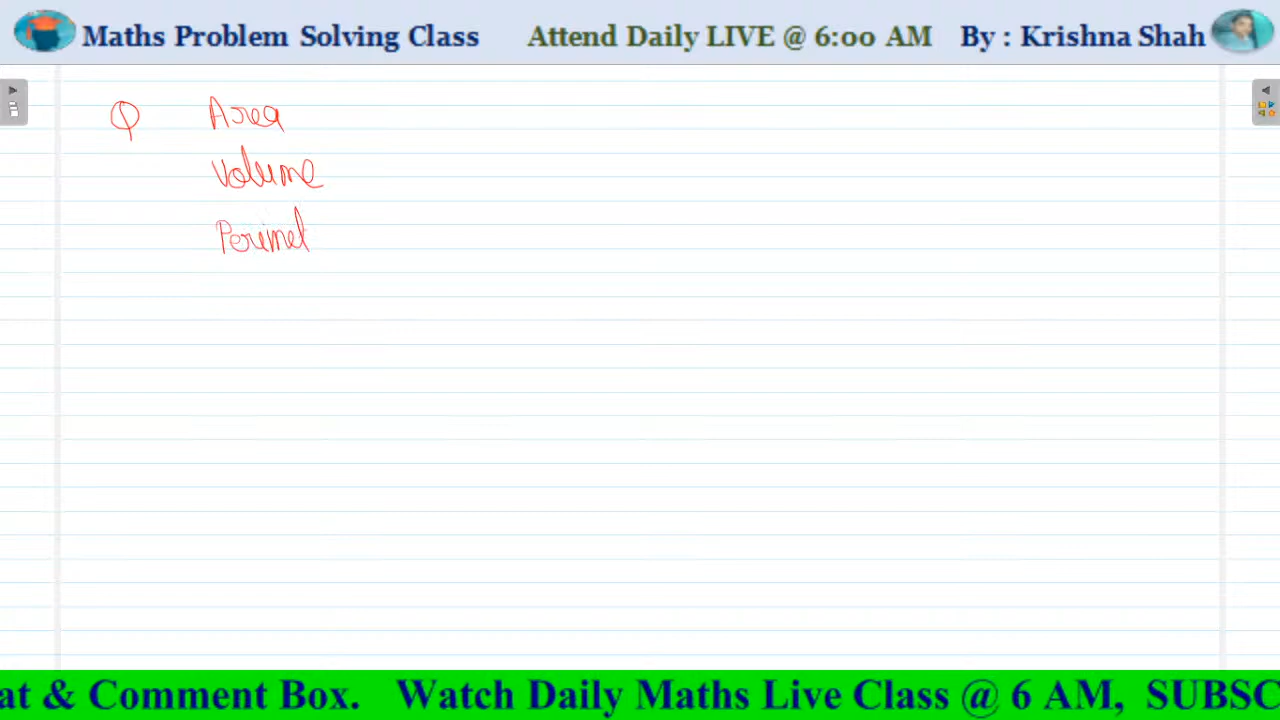 Maths Problem Solving Class Attend Daily LIVE @ 6:00 AM By : Krishna Shah
Q Area
Volume
Perimet
at & Comment Box. Watch Daily Maths Live Class @ 6 AM, SUBSC